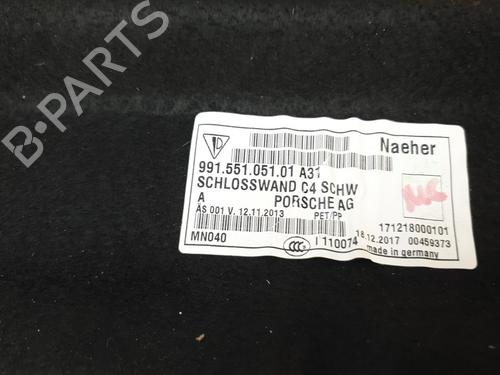 B-PARTS
Naeher
991.551.051.01 A31
SCHLOSSWAND C4 SCHW
A PORSCHE AG
ÄS 001 V. 12.11.2013 PET/PP
171218000101
MN040
I 110074
18.12.2017 00459373
made in germany